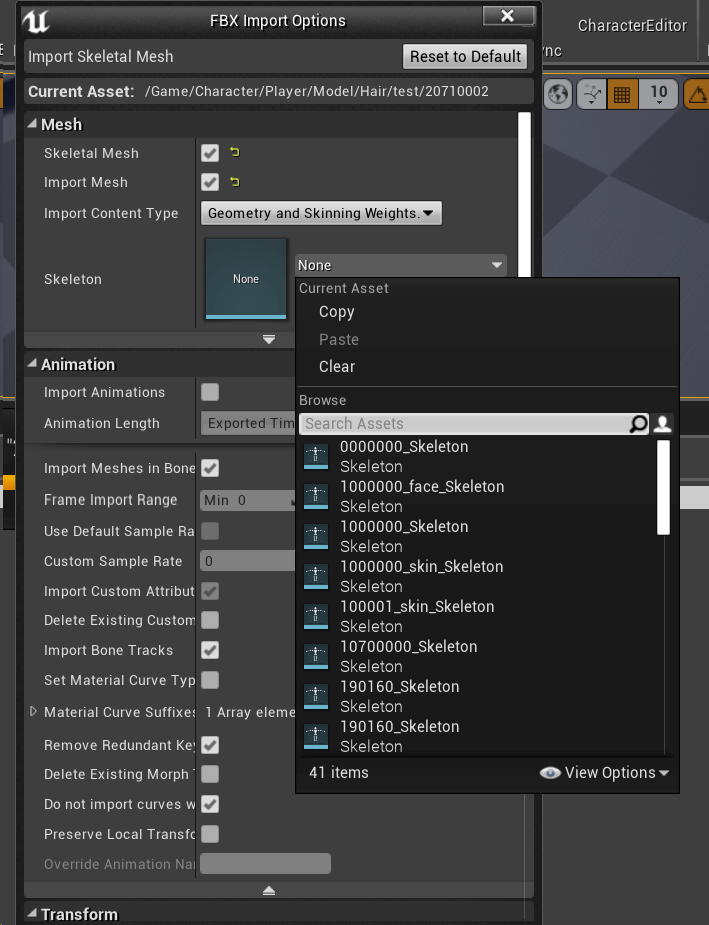 FBX Import Options
CharacterEditor
Import Skeletal Mesh
Reset to Default
Current Asset: /Game/Character/Player/Model/Hair/test/20710002
10
Mesh
Skeletal Mesh
Import Mesh
Import Content Type
Geometry and Skinning Weights.
Skeleton
None
None
Current Asset
Copy
Paste
Clear
Browse
Search Assets
0000000_Skeleton
Skeleton
1000000_face_Skeleton
Skeleton
1000000_Skeleton
Skeleton
1000000_skin_Skeleton
Skeleton
100001_skin_Skeleton
Skeleton
10700000_Skeleton
Skeleton
190160_Skeleton
Skeleton
190160_Skeleton
Skeleton
41 items
View Options
Animation
Import Animations
Animation Length
Exported Tim
Import Meshes in Bone
Frame Import Range
Min 0
Use Default Sample Ra
Custom Sample Rate
0
Import Custom Attribut
Delete Existing Custom
Import Bone Tracks
Set Material Curve Typ
Material Curve Suffixes
1 Array eleme
Remove Redundant Key
Delete Existing Morph T
Do not import curves w
Preserve Local Transfo
Override Animation Na
Transform